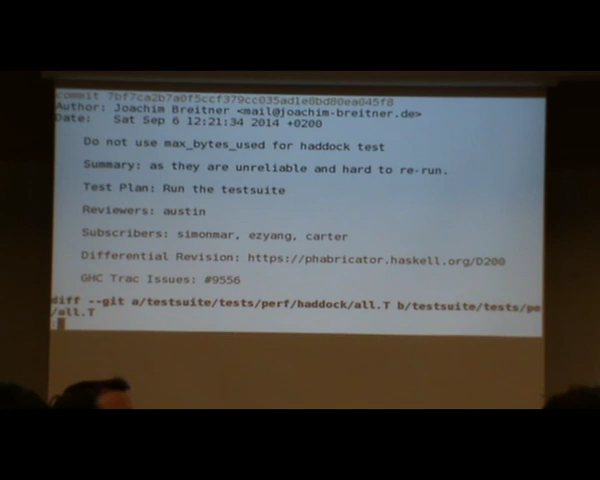 commit 7bf7ca2b7a0f5ccf379cc035ad1e8bd80ea045f8
Author: Joachim Breitner <mail@joachim-breitner.de>
Date:   Sat Sep 6 12:21:34 2014 +0200
Do not use max_bytes_used for haddock test
Summary: as they are unreliable and hard to re-run.
Test Plan: Run the testsuite
Reviewers: austin
Subscribers: simonmar, ezyang, carter
Differential Revision: https://phabricator.haskell.org/D200
GHC Trac Issues: #9556
diff --git a/testsuite/tests/perf/haddock/all.T b/testsuite/tests/pe
/all.T
: